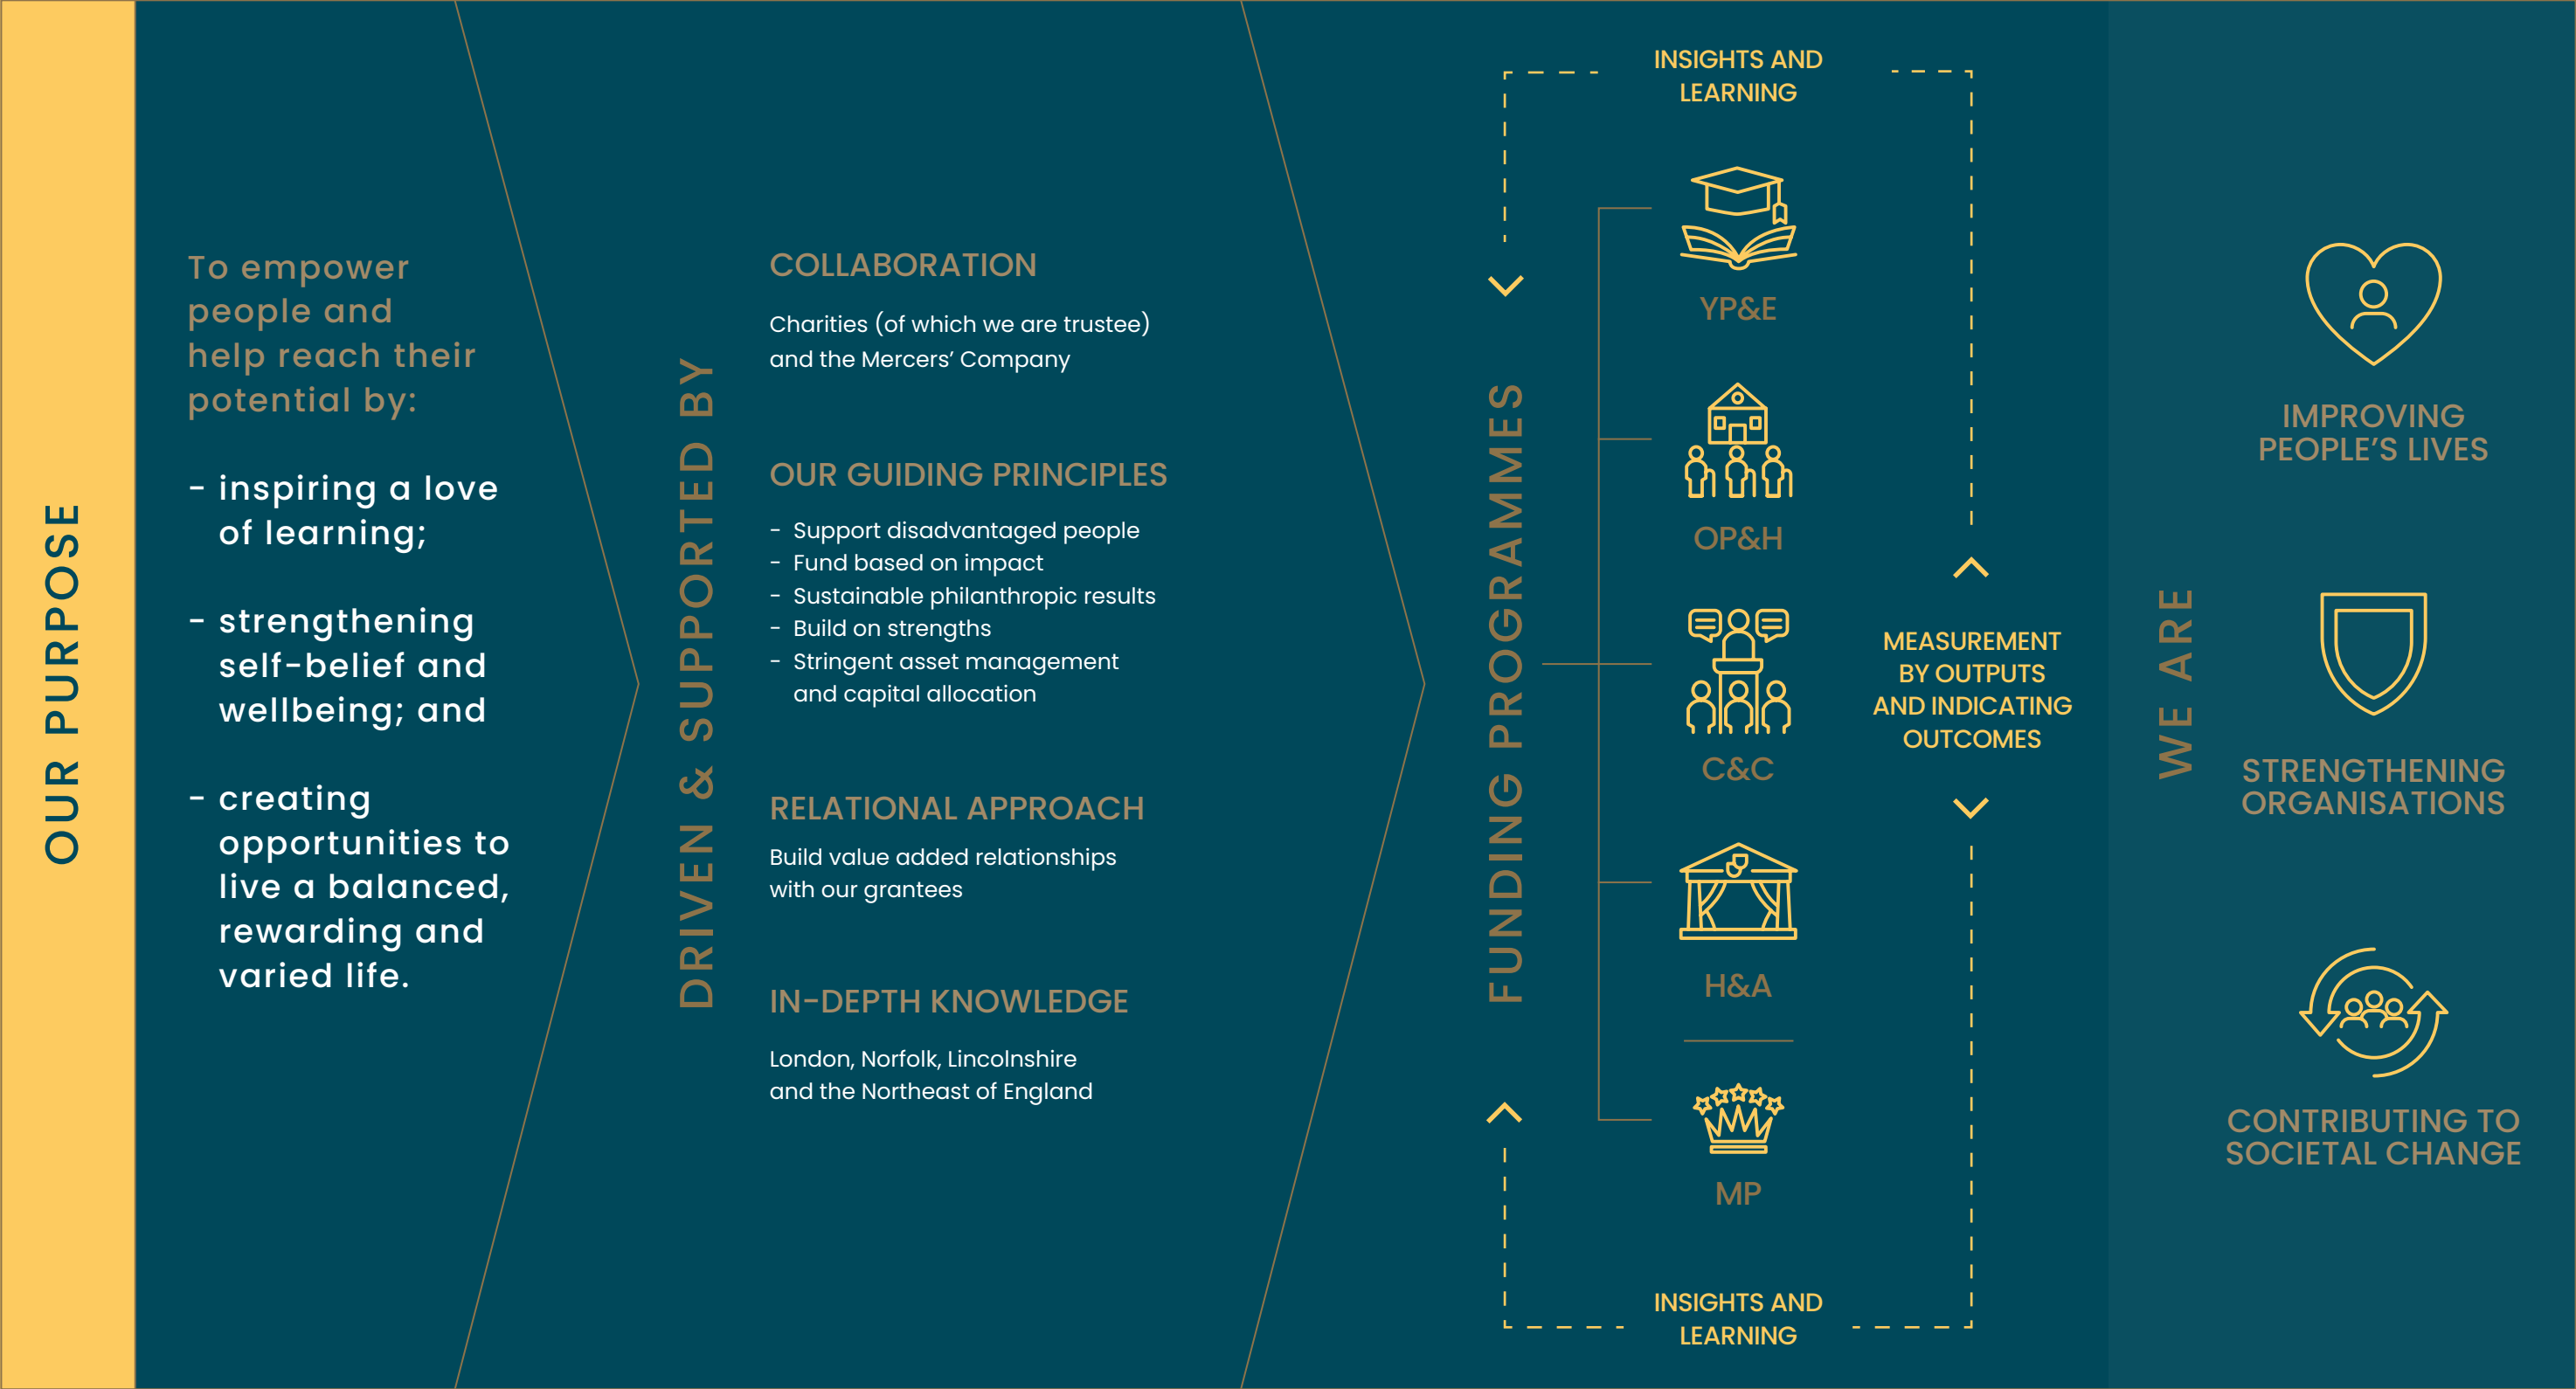 OUR PURPOSE
To empower
people and
help reach their
potential by:
- inspiring a love
of learning;
- strengthening
self-belief and
wellbeing; and
- creating
opportunities to
live a balanced,
rewarding and
varied life.
DRIVEN & SUPPORTED BY
COLLABORATION
Charities (of which we are trustee)
and the Mercers’ Company
OUR GUIDING PRINCIPLES
- Support disadvantaged people
- Fund based on impact
- Sustainable philanthropic results
- Build on strengths
- Stringent asset management
and capital allocation
RELATIONAL APPROACH
Build value added relationships
with our grantees
IN-DEPTH KNOWLEDGE
London, Norfolk, Lincolnshire
and the Northeast of England
FUNDING PROGRAMMES
INSIGHTS AND
LEARNING
YP&E
OP&H
C&C
H&A
MP
INSIGHTS AND
LEARNING
MEASUREMENT
BY OUTPUTS
AND INDICATING
OUTCOMES
WE ARE
IMPROVING
PEOPLE’S LIVES
STRENGTHENING
ORGANISATIONS
CONTRIBUTING TO
SOCIETAL CHANGE